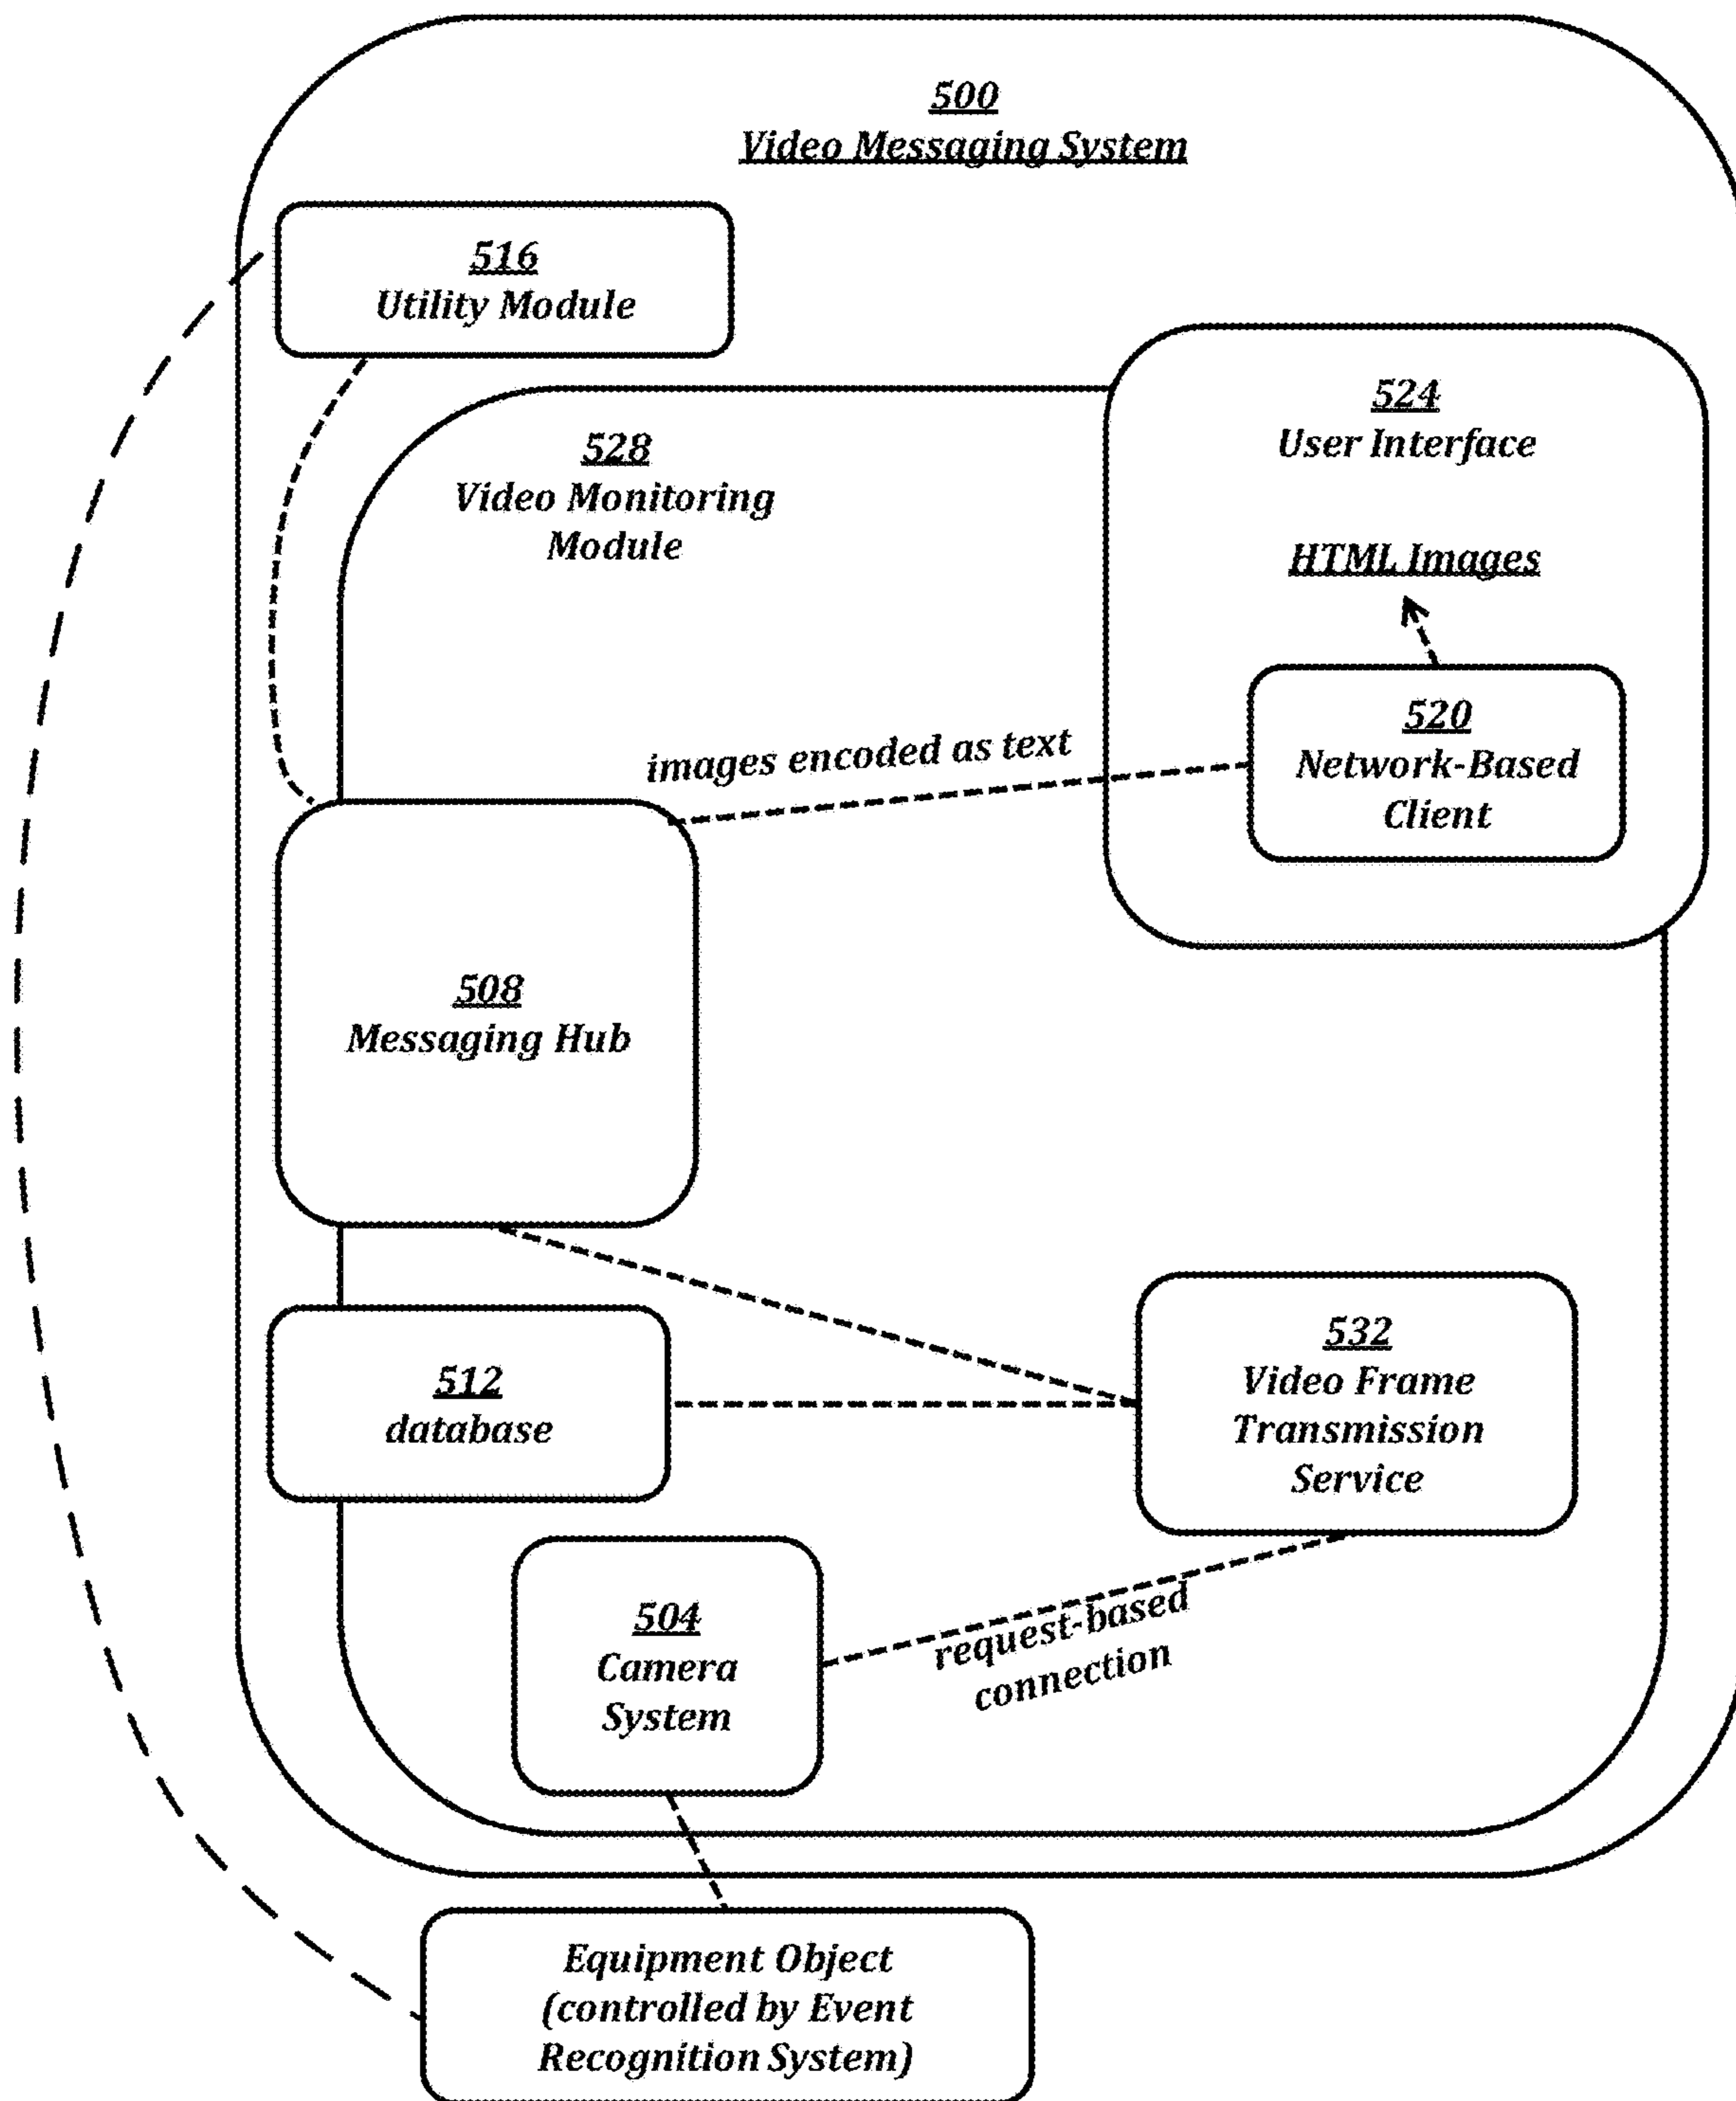 500
Video Messaging System
516
Utility Module
524
User Interface
528
Video Monitoring
Module
HTML Images
520
Network-Based
Client
images encoded as text
508
Messaging Hub
532
Video Frame
Transmission
Service
512
database
504
Camera
System
request-based
connection
Equipment Object
(controlled by Event
Recognition System)